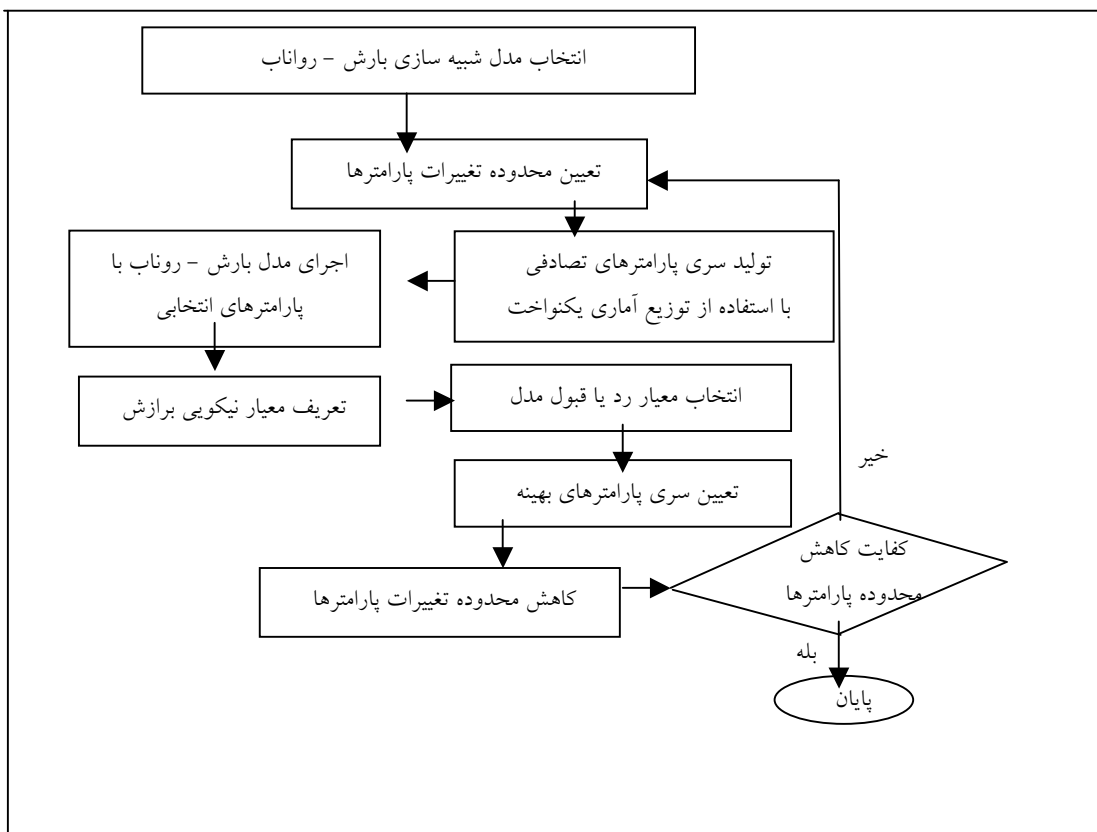 انتخاب مدل شبیه سازی بارش – رواناب
تعیین محدوده تغییرات پارامترها
تولید سری پارامترهای تصادفی
با استفاده از توزیع آماری یکنواخت
اجرای مدل بارش – روناب با
پارامترهای انتخابی
تعریف معیار نیکویی برازش
انتخاب معیار رد یا قبول مدل
تعیین سری پارامترهای بهینه
کاهش محدوده تغییرات پارامترها
کفایت کاهش
محدوده پارامترها
خیر
بله
پایان